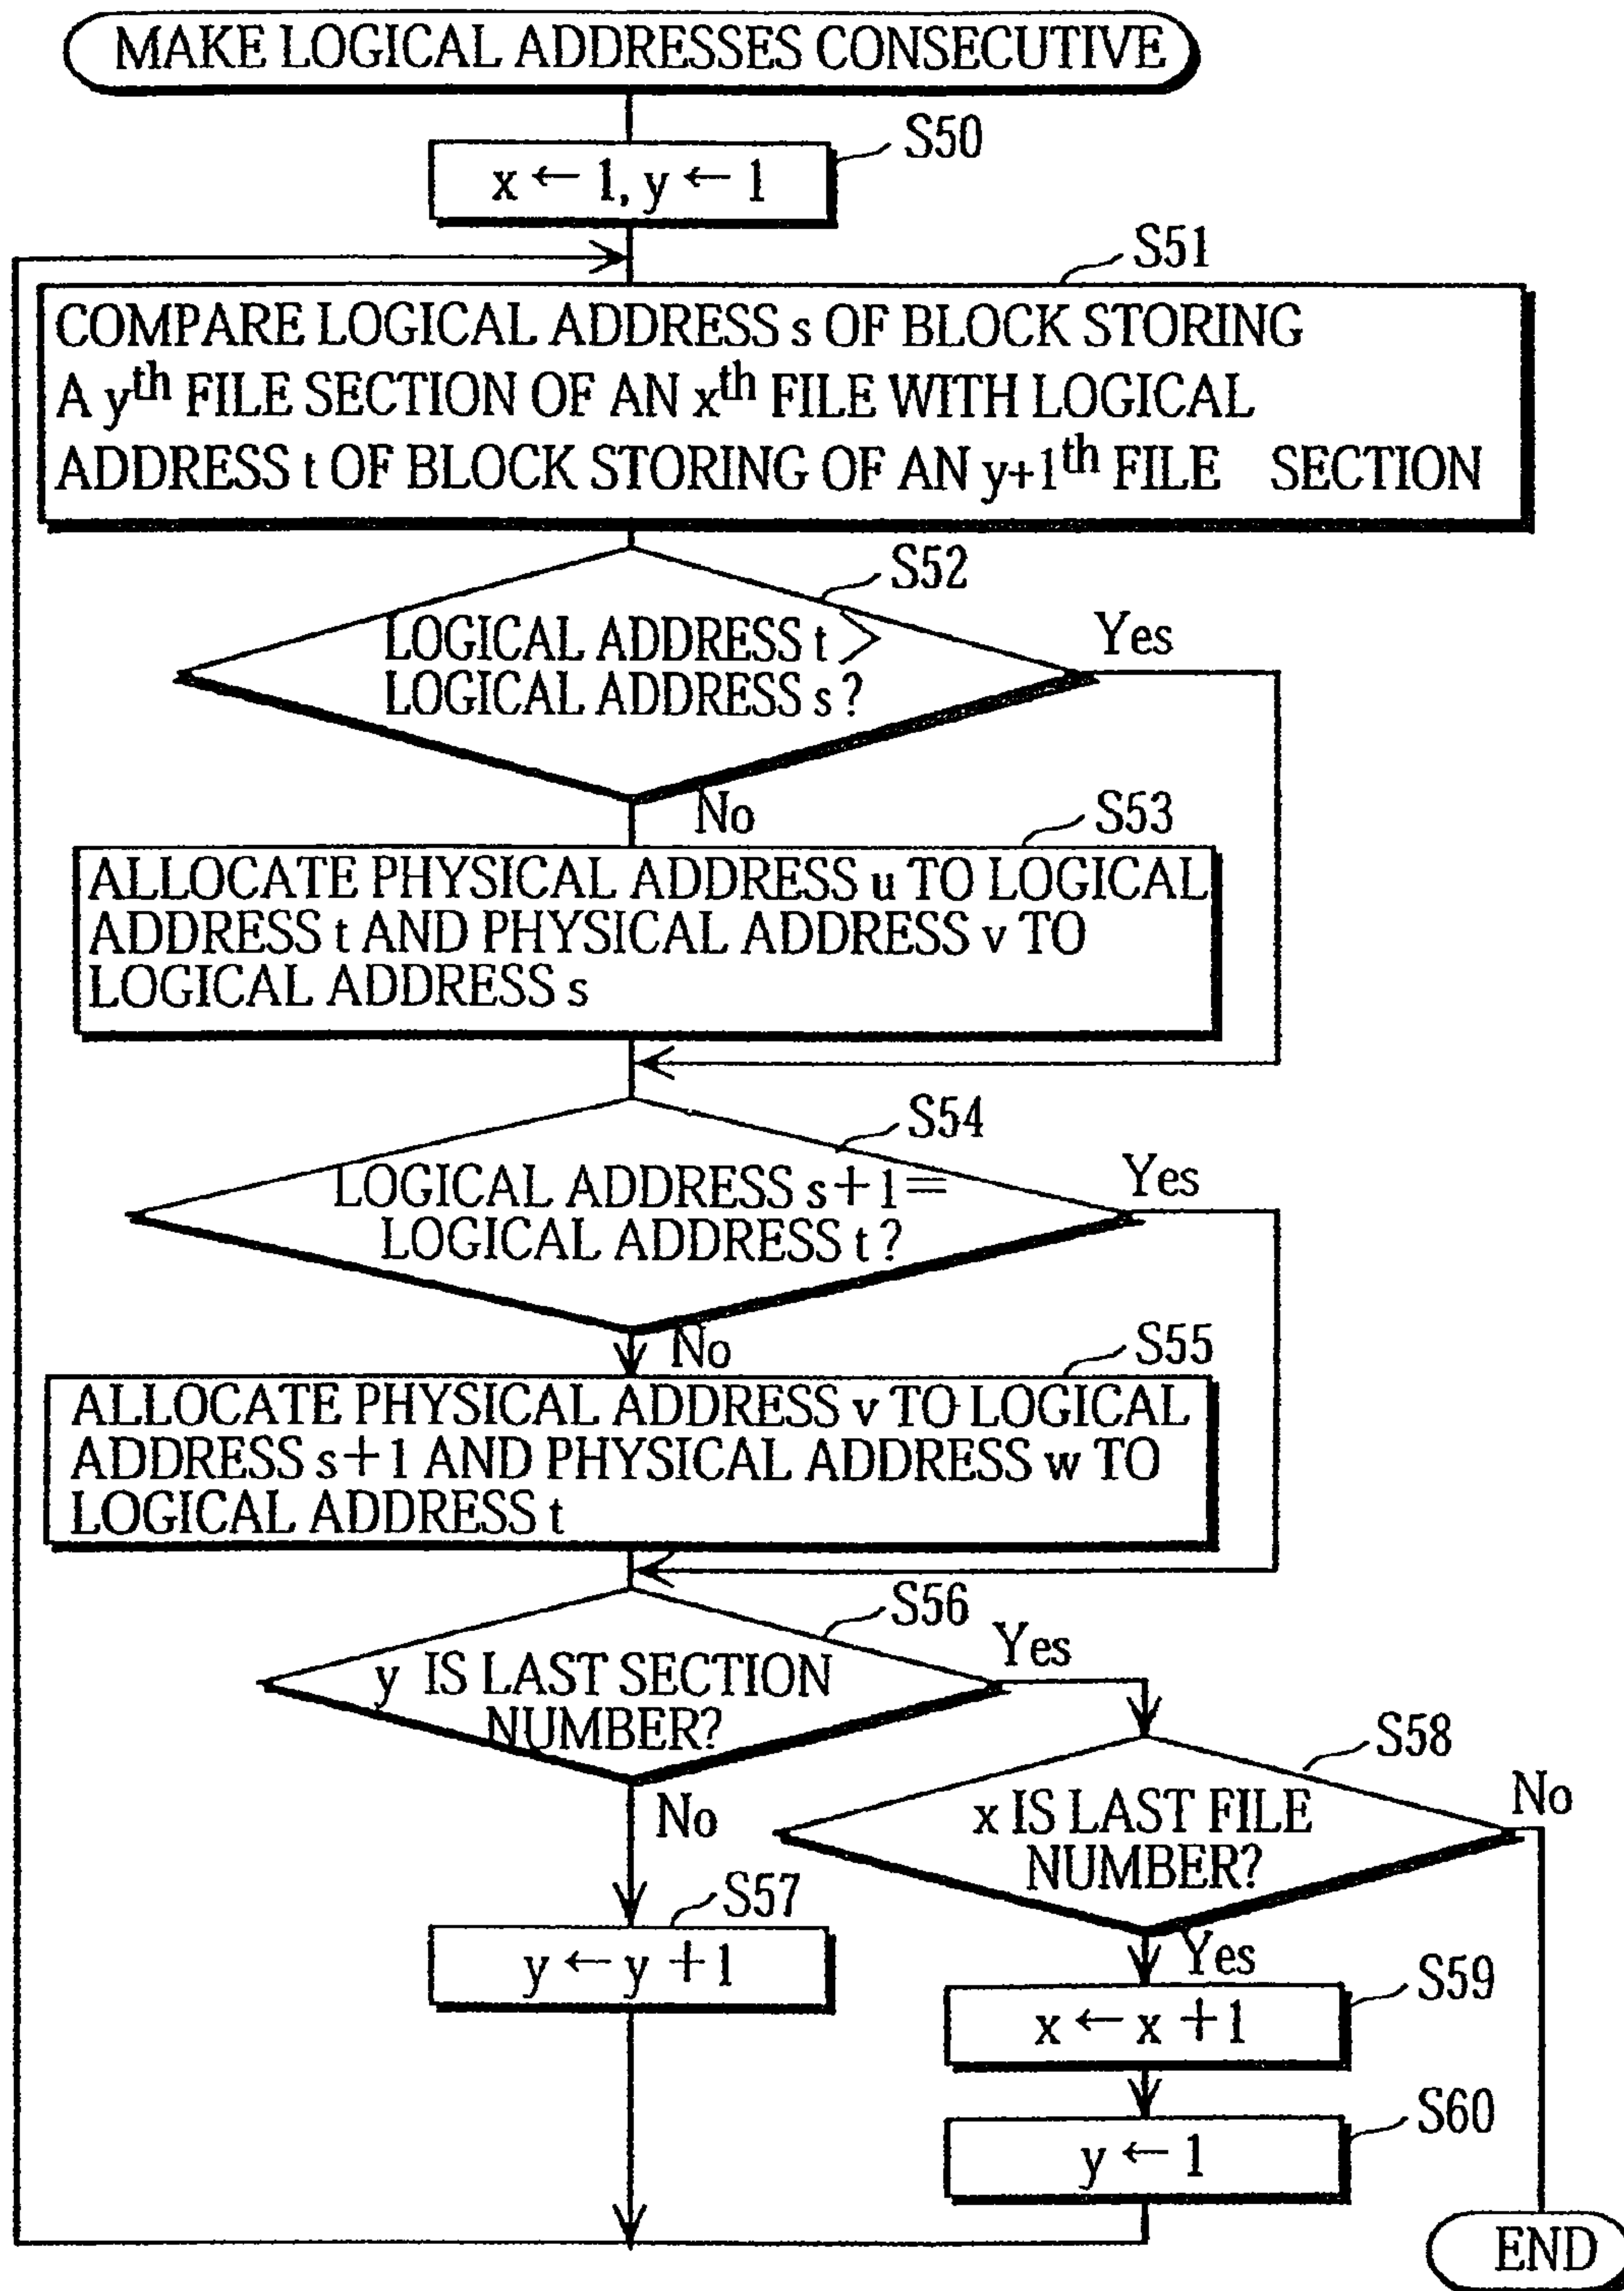 MAKE LOGICAL ADDRESSES CONSECUTIVE
S50
x ← 1, y ← 1
S51
COMPARE LOGICAL ADDRESS s OF BLOCK STORING
A yth FILE SECTION OF AN xth FILE WITH LOGICAL
ADDRESS t OF BLOCK STORING OF AN y+1th FILE SECTION
S52
LOGICAL ADDRESS t >
LOGICAL ADDRESS s ?
Yes
No
S53
ALLOCATE PHYSICAL ADDRESS u TO LOGICAL
ADDRESS t AND PHYSICAL ADDRESS v TO
LOGICAL ADDRESS s
S54
LOGICAL ADDRESS s+1=
LOGICAL ADDRESS t ?
Yes
No
S55
ALLOCATE PHYSICAL ADDRESS v TO LOGICAL
ADDRESS s+1 AND PHYSICAL ADDRESS w TO
LOGICAL ADDRESS t
S56
y IS LAST SECTION
NUMBER?
Yes
No
S57
y ← y +1
S58
x IS LAST FILE
NUMBER?
No
Yes
S59
x ← x +1
S60
y ← 1
END